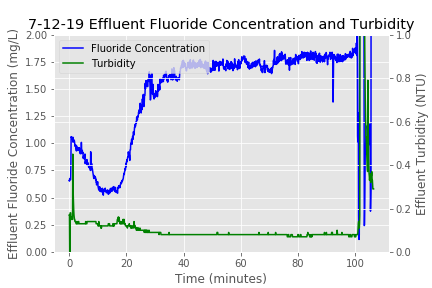 7-12-19 Effluent Fluoride Concentration and Turbidity
Effluent Fluoride Concentration (mg/L)
2.00
1.75
1.50
1.25
1.00
0.75
0.50
0.25
0.00
Fluoride Concentration
Turbidity
1.0
0.8
0.6
0.4
0.2
0.0
Effluent Turbidity (NTU)
0 20 40 60 80 100
Time (minutes)